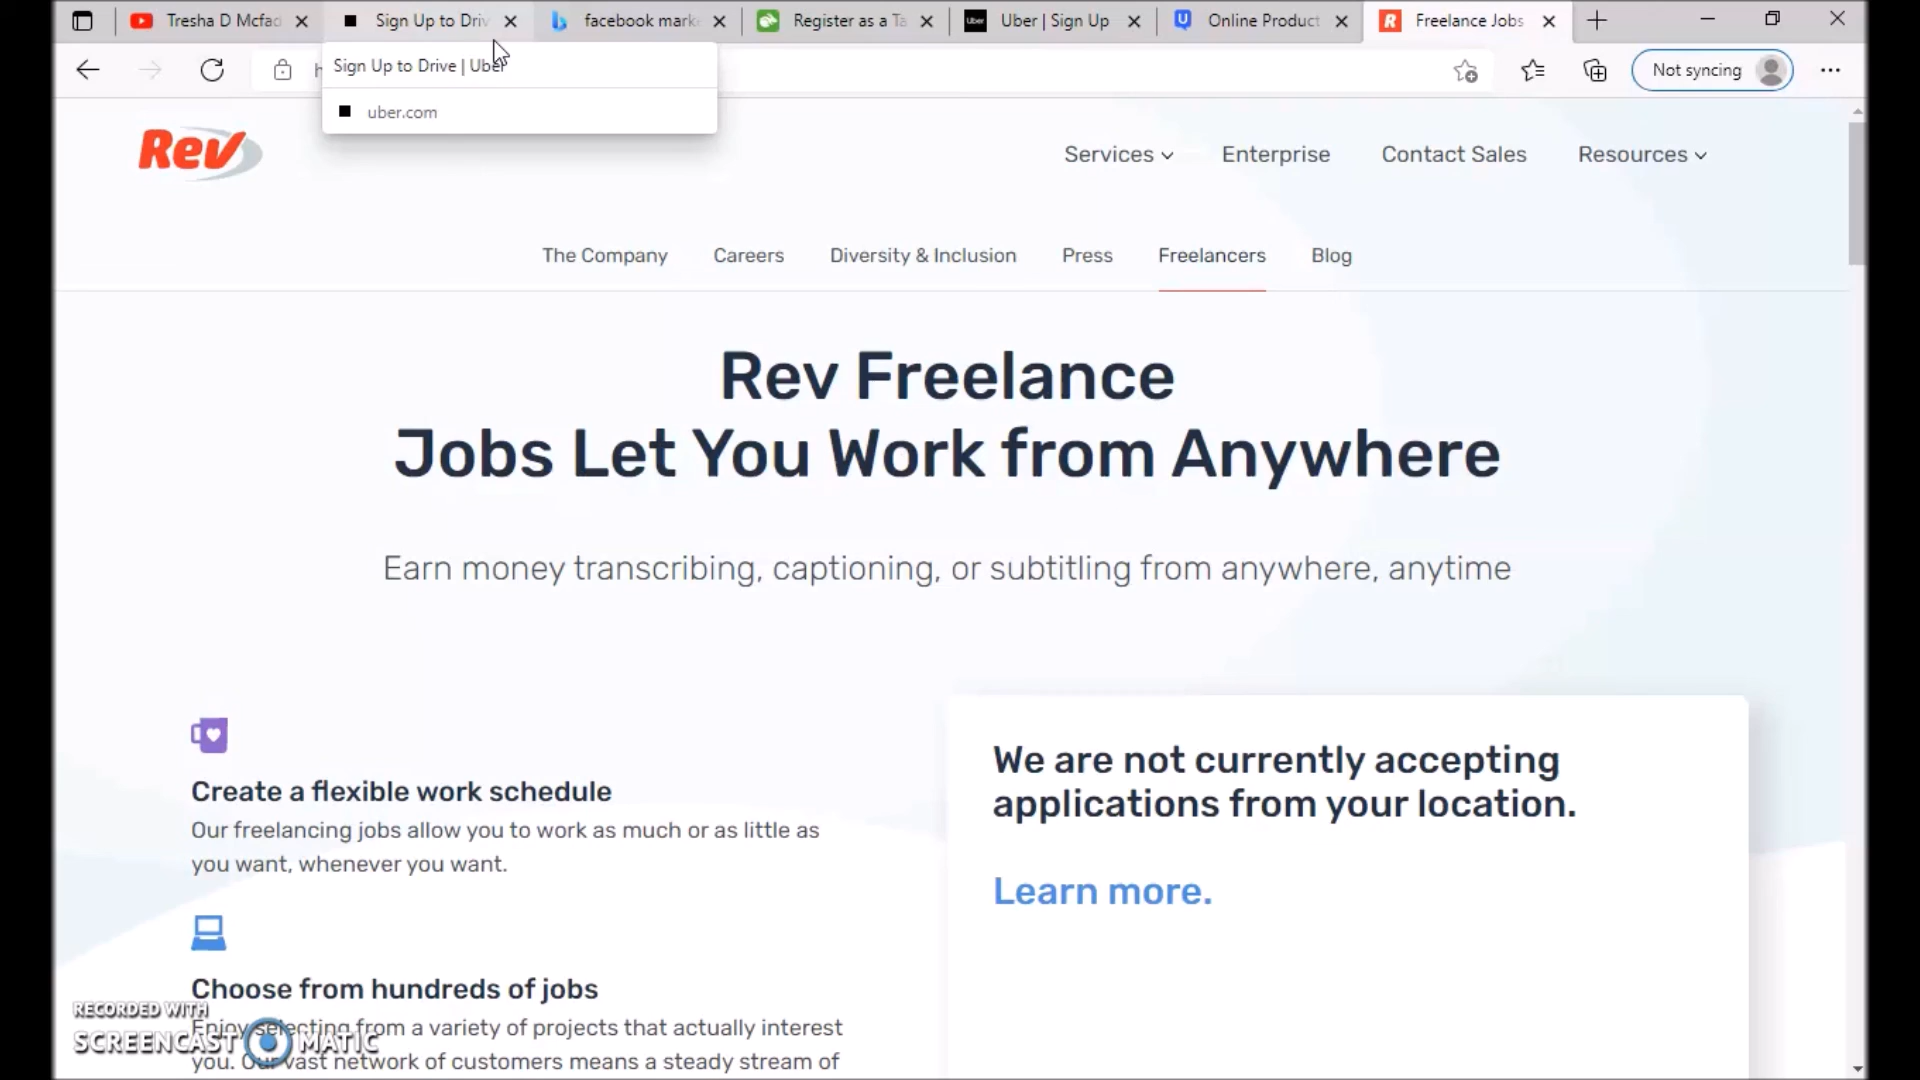 Tresha D Mcfad
Sign Up to Driv
facebook mark
Register as a Ta
Uber
Uber | Sign Up
Online Product
Freelance Jobs
Sign Up to Drive | Uber
uber.com
Not syncing
Rev
Services
Enterprise
Contact Sales
Resources
The Company
Careers
Diversity & Inclusion
Press
Freelancers
Blog
Rev Freelance
Jobs Let You Work from Anywhere
Earn money transcribing, captioning, or subtitling from anywhere, anytime
Create a flexible work schedule
Our freelancing jobs allow you to work as much or as little as
you want, whenever you want.
Choose from hundreds of jobs
Enjoy selecting from a variety of projects that actually interest
you. Our vast network of customers means a steady stream of
We are not currently accepting
applications from your location.
Learn more.
RECORDED WITH
SCREENCAST MATIC